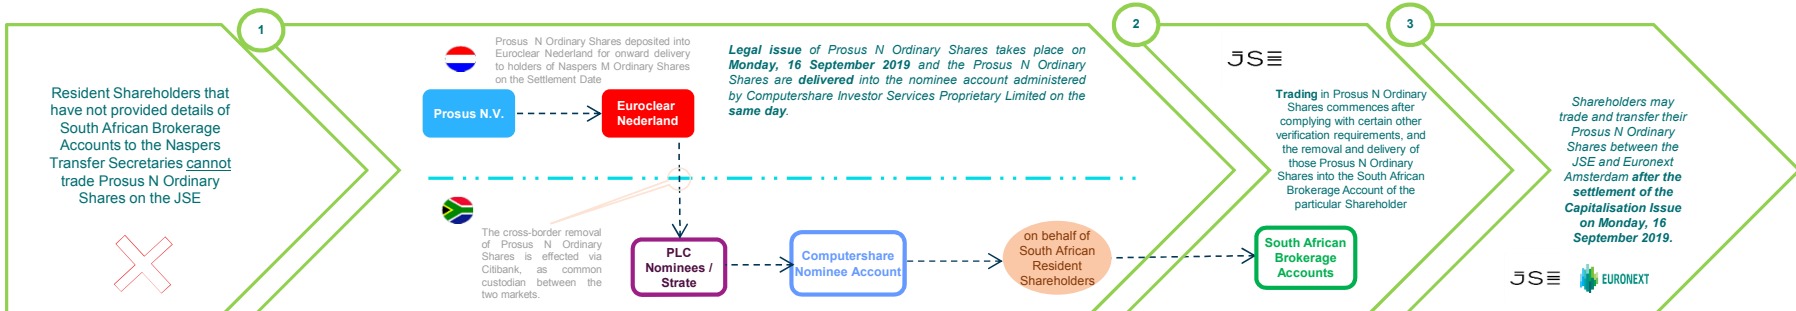 1
2
3
Resident Shareholders that
have not provided details of
South African Brokerage
Accounts to the Naspers
Transfer Secretaries cannot
trade Prosus N Ordinary
Shares on the JSE
Prosus N Ordinary Shares deposited into
Euroclear Nederland for onward delivery
to holders of Naspers M Ordinary Shares
on the Settlement Date
Prosus N.V.
Euroclear
Nederland
Legal issue of Prosus N Ordinary Shares takes place on
Monday, 16 September 2019 and the Prosus N Ordinary
Shares are delivered into the nominee account administered
by Computershare Investor Services Proprietary Limited on the
same day.
The cross-border removal
of Prosus N Ordinary
Shares is effected via
Citibank, as common
custodian between the
two markets.
PLC
Nominees /
Strate
Computershare
Nominee Account
on behalf of
South African
Resident
Shareholders
JSE
Trading in Prosus N Ordinary
Shares commences after
complying with certain other
verification requirements, and
the removal and delivery of
those Prosus N Ordinary
Shares into the South African
Brokerage Account of the
particular Shareholder
South African
Brokerage
Accounts
Shareholders may
trade and transfer their
Prosus N Ordinary
Shares between the
JSE and Euronext
Amsterdam after the
settlement of the
Capitalisation Issue
on Monday, 16
September 2019.
JSE
EURONEXT